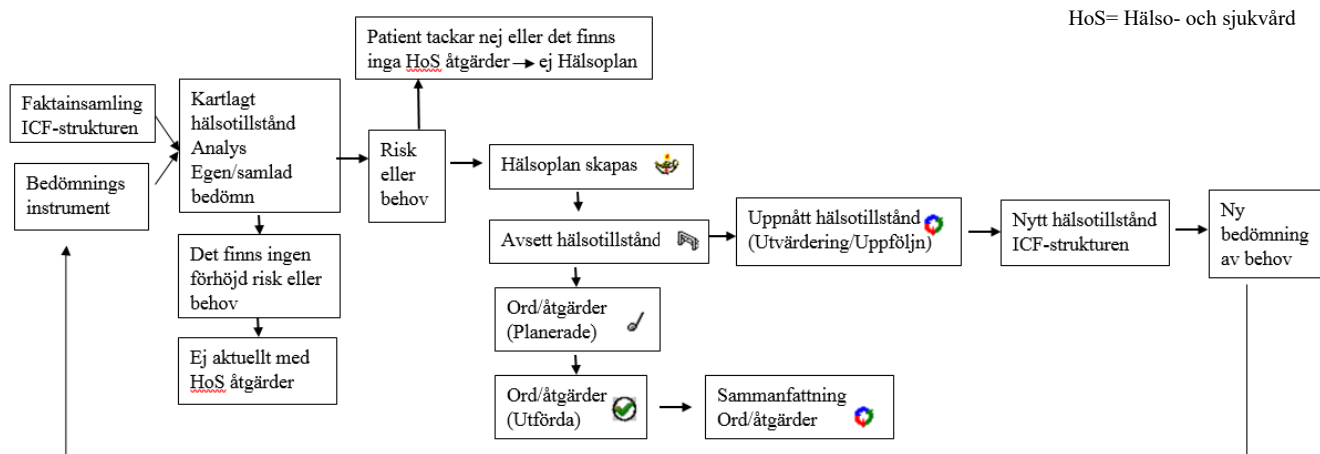 HoS= Hälso- och sjukvård
Patient tackar nej eller det finns
inga HoS åtgärder → ej Hälsoplan
Faktainsamling
ICF-strukturen
Bedömnings
instrument
Kartlagt
hälsotillstånd
Analys
Egen/samlad
bedömn
Risk
eller
behov
Det finns ingen
förhöjd risk eller
behov
Ej aktuellt med
HoS åtgärder
Hälsoplan skapas
Avsett hälsotillstånd
Uppnått hälsotillstånd
(Utvärdering/Uppföljn)
Nytt hälsotillstånd
ICF-strukturen
Ny
bedömning
av behov
Ord/åtgärder
(Planerade)
Ord/åtgärder
(Utförda)
Sammanfattning
Ord/åtgärder